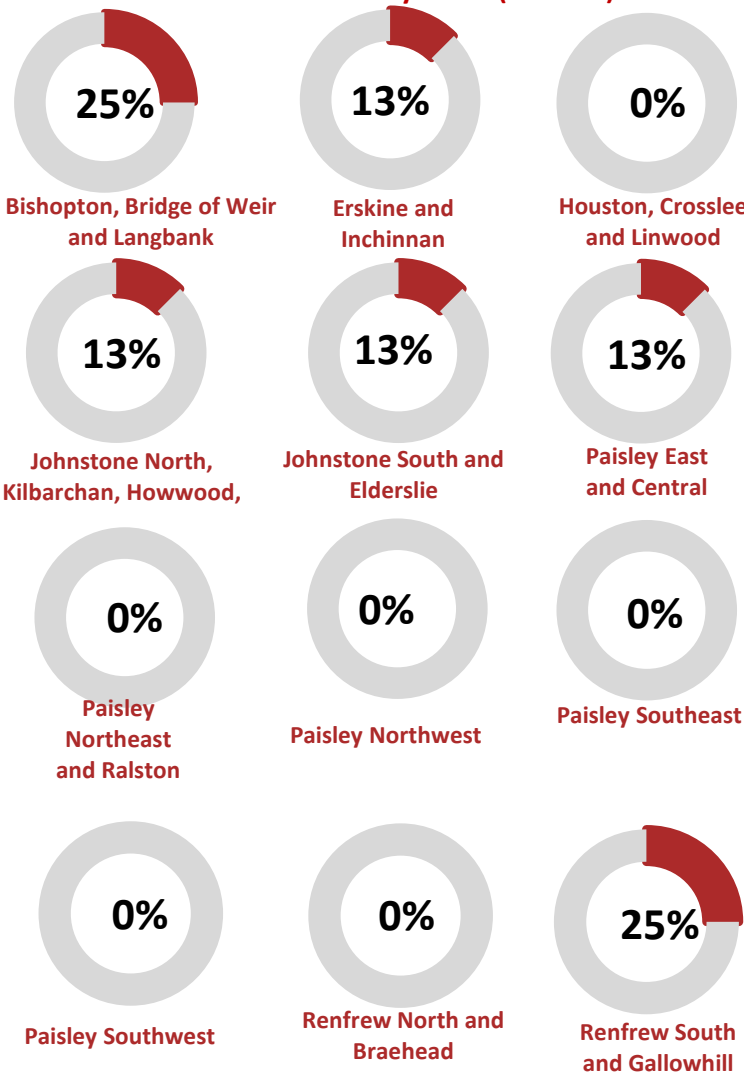 25%
13%
0%
Bishopton, Bridge of Weir
and Langbank
Erskine and
Inchinnan
Houston, Crosslee
and Linwood
13%
13%
13%
Johnstone North,
Kilbarchan, Howwood,
Johnstone South and
Elderslie
Paisley East
and Central
0%
0%
0%
Paisley
Northeast
and Ralston
Paisley Northwest
Paisley Southeast
0%
0%
25%
Paisley Southwest
Renfrew North and
Braehead
Renfrew South
and Gallowhill